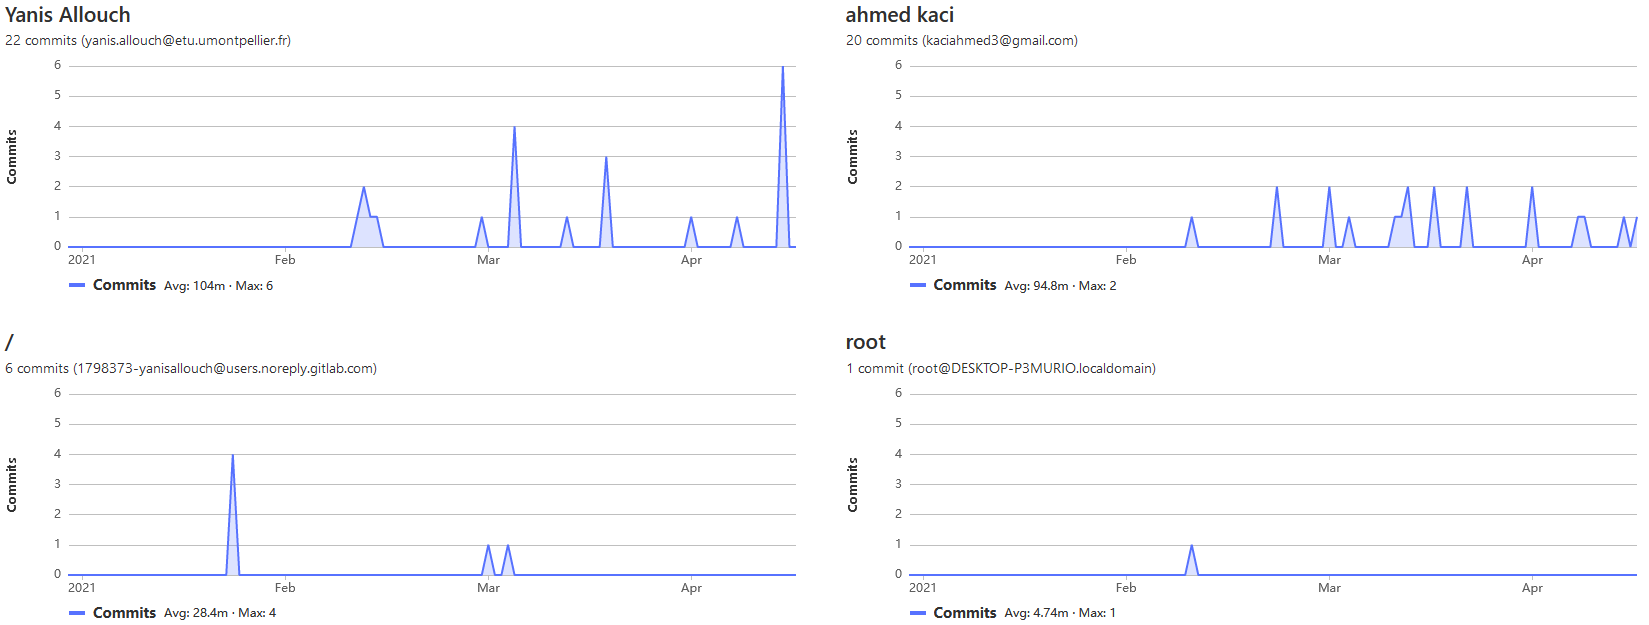 Yanis Allouch
22 commits (yanis.allouch@etu.umontpellier.fr)
6
5
4
3
2
1
0
Commits
2021 Feb Mar Apr
Commits Avg: 104m · Max: 6
ahmed kaci
20 commits (kaciahmed3@gmail.com)
6
5
4
3
2
1
0
Commits
2021 Feb Mar Apr
Commits Avg: 94.8m · Max: 2
/
6 commits (1798373-yanisallouch@users.noreply.gitlab.com)
6
5
4
3
2
1
0
Commits
2021 Feb Mar Apr
Commits Avg: 28.4m · Max: 4
root
1 commit (root@DESKTOP-P3MURIO.localdomain)
6
5
4
3
2
1
0
Commits
2021 Feb Mar Apr
Commits Avg: 4.74m · Max: 1